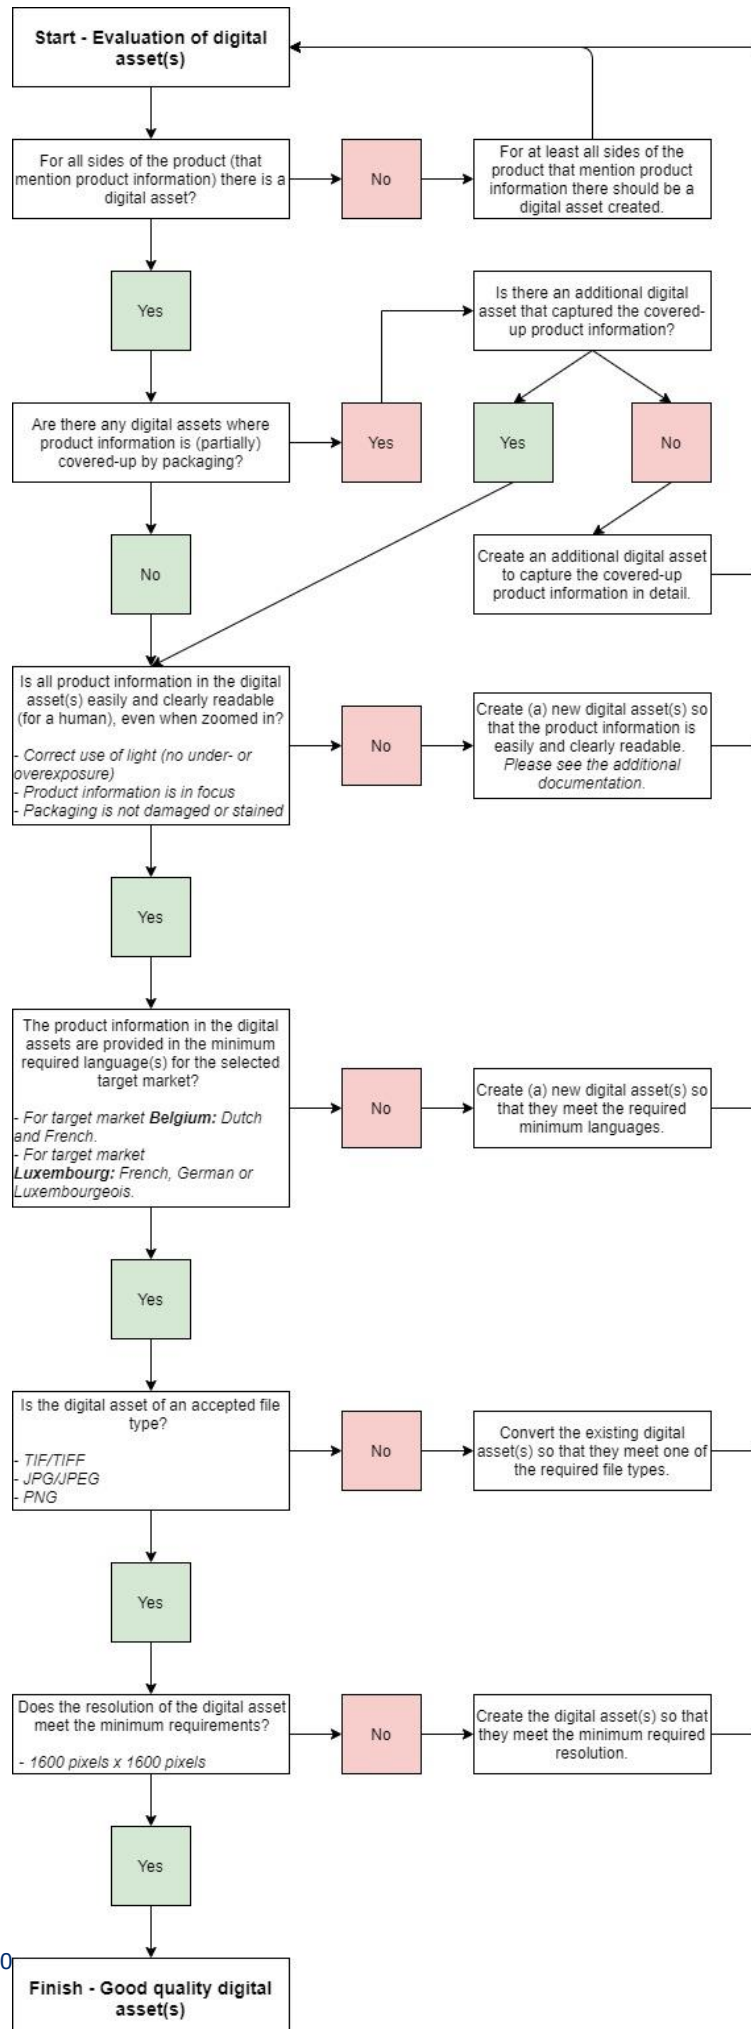 Start - Evaluation of digital
asset(s)
For all sides of the product (that
mention product information) there is a
digital asset?
No
For at least all sides of the
product that mention product
information there should be a
digital asset created.
Yes
Is there an additional digital
asset that captured the covered-
up product information?
Are there any digital assets where
product information is (partially)
covered-up by packaging?
Yes
Yes
No
No
Create an additional digital asset
to capture the covered-up
product information in detail.
Is all product information in the digital
asset(s) easily and clearly readable
(for a human), even when zoomed in?
- Correct use of light (no under- or
overexposure)
- Product information is in focus
- Packaging is not damaged or stained
No
Create (a) new digital asset(s) so
that the product information is
easily and clearly readable.
Please see the additional
documentation.
Yes
The product information in the digital
assets are provided in the minimum
required language(s) for the selected
target market?
- For target market Belgium: Dutch
and French.
- For target market
Luxembourg: French, German or
Luxembourgeois.
No
Create (a) new digital asset(s) so
that they meet the required
minimum languages.
Yes
Is the digital asset of an accepted file
type?
- TIF/TIFF
- JPG/JPEG
- PNG
No
Convert the existing digital
asset(s) so that they meet one of
the required file types.
Yes
Does the resolution of the digital asset
meet the minimum requirements?
- 1600 pixels x 1600 pixels
No
Create the digital asset(s) so that
they meet the minimum required
resolution.
Yes
0
Finish - Good quality digital
asset(s)